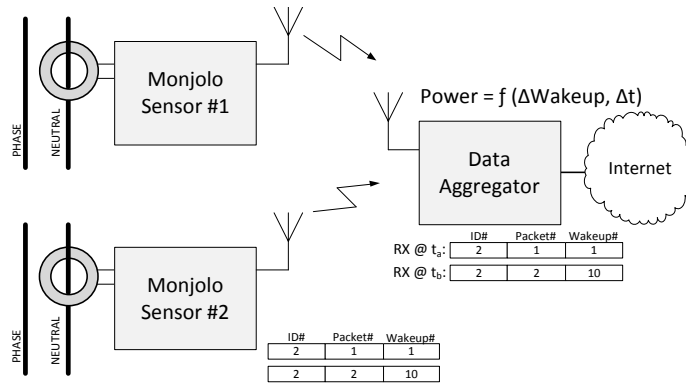 PHASE
NEUTRAL
Monjolo
Sensor #1
Power = ƒ (ΔWakeup, Δt)
Data
Aggregator
Internet
ID# Packet# Wakeup#
RX @ ta: 2 1 1
RX @ tb: 2 2 10
PHASE
NEUTRAL
Monjolo
Sensor #2
ID# Packet# Wakeup#
2 1 1
2 2 10